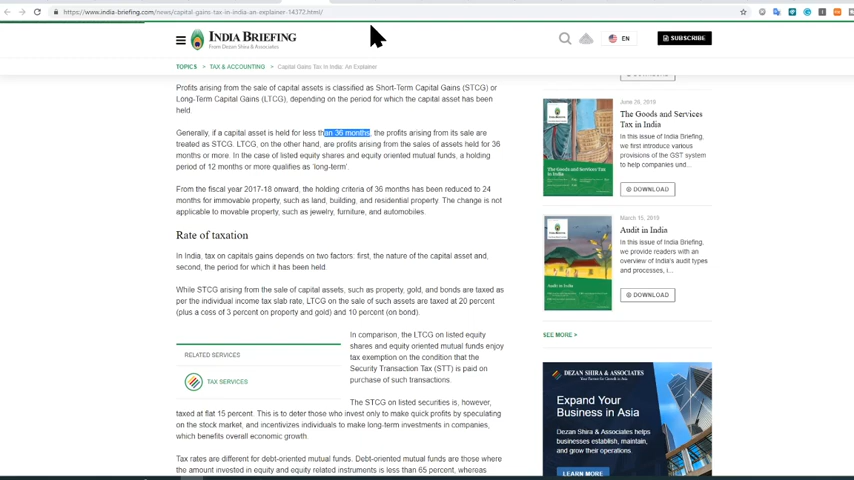 https://www.india-briefing.com/news/capital-gains-tax-in-india-an-explainer-14372.html/
INDIA BRIEFING
From Dezan Shira & Associates
EN
SUBSCRIBE
TOPICS > TAX & ACCOUNTING > Capital Gains Tax in India: An Explainer
Profits arising from the sale of capital assets is classified as Short-Term Capital Gains (STCG) or
Long-Term Capital Gains (LTCG), depending on the period for which the capital asset has been
held.
Generally, if a capital asset is held for less than 36 months, the profits arising from its sale are
treated as STCG. LTCG, on the other hand, are profits arising from the sales of assets held for 36
months or more. In the case of listed equity shares and equity oriented mutual funds, a holding
period of 12 months or more qualifies as 'long-term'.
From the fiscal year 2017-18 onward, the holding criteria of 36 months has been reduced to 24
months for immovable property, such as land, building, and residential property. The change is not
applicable to movable property, such as jewelry, furniture, and automobiles.
Rate of taxation
In India, tax on capitals gains depends on two factors: first, the nature of the capital asset and,
second, the period for which it has been held.
While STCG arising from the sale of capital assets, such as property, gold, and bonds are taxed as
per the individual income tax slab rate, LTCG on the sale of such assets are taxed at 20 percent
(plus a cess of 3 percent on property and gold) and 10 percent (on bond).
RELATED SERVICES
TAX SERVICES
In comparison, the LTCG on listed equity
shares and equity oriented mutual funds enjoy
tax exemption on the condition that the
Security Transaction Tax (STT) is paid on
purchase of such transactions.
The STCG on listed securities is, however,
taxed at flat 15 percent. This is to deter those who invest only to make quick profits by speculating
on the stock market, and incentivizes individuals to make long-term investments in companies,
which benefits overall economic growth.
Tax rates are different for debt-oriented mutual funds. Debt-oriented mutual funds are those where
the amount invested in equity and equity related instruments is less than 65 percent, whereas
June 26, 2019
The Goods and Services
Tax in India
In this issue of India Briefing,
we first introduce various
provisions of the GST system
to help companies und...
DOWNLOAD
The Goods and Services Tax
in India
March 15, 2019
Audit in India
In this issue of India Briefing,
we provide readers with an
overview of India's audit types
and processes, i...
DOWNLOAD
Audit in India
SEE MORE >
DEZAN SHIRA & ASSOCIATES
Expand Your
Business in Asia
Dezan Shira & Associates helps
businesses establish, maintain,
and grow their operations.
LEARN MORE